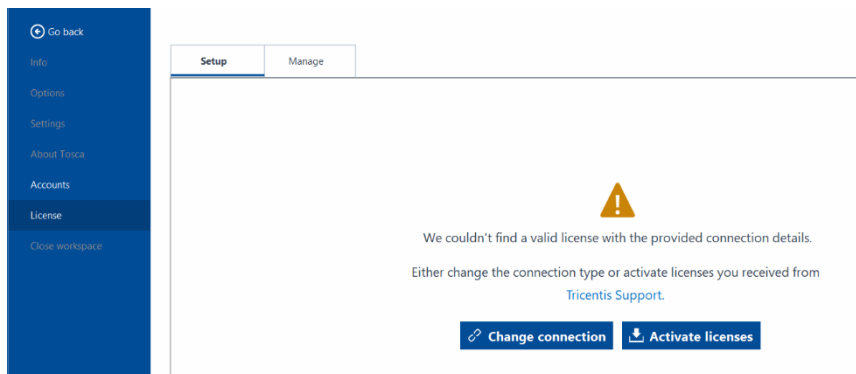 Go back
Info
Options
Settings
About Tosca
Accounts
License
Close workspace
Setup
Manage
We couldn't find a valid license with the provided connection details.
Either change the connection type or activate licenses you received from
Tricentis Support.
Change connection
Activate licenses